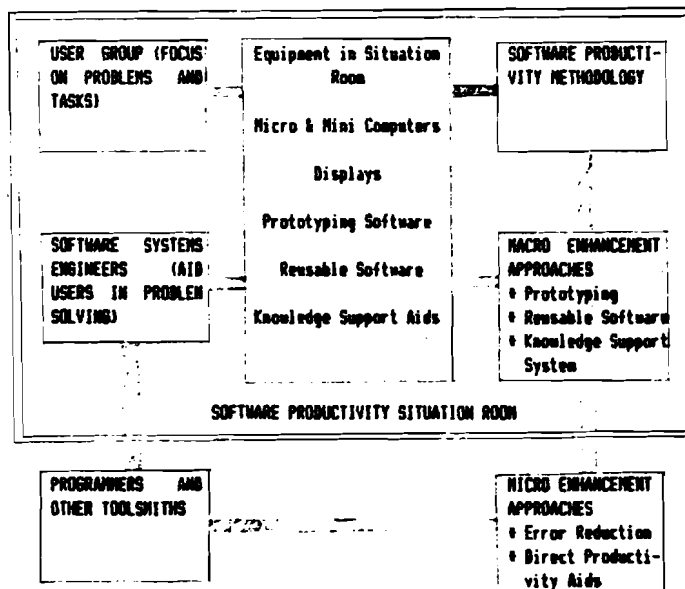 USER GROUP (FOCUS
ON PROBLEMS AND
TASKS)
Equipment in Situation
Room
Micro & Mini Computers
Displays
Prototyping Software
Reusable Software
Knowledge Support Aids
SOFTWARE PRODUCTI-
VITY METHODOLOGY
SOFTWARE SYSTEMS
ENGINEERS (AID
USERS IN PROBLEM
SOLVING)
MACRO ENHANCEMENT
APPROACHES
* Prototyping
* Reusable Software
* Knowledge Support
System
SOFTWARE PRODUCTIVITY SITUATION ROOM
PROGRAMMERS AND
OTHER TOOLSMITHS
MICRO ENHANCEMENT
APPROACHES
* Error Reduction
* Direct Producti-
vity Aids